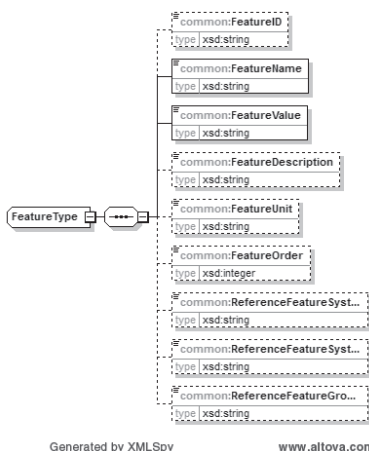 common:FeatureID
type xsd:string
common:FeatureName
type xsd:string
common:FeatureValue
type xsd:string
common:FeatureDescription
type xsd:string
FeatureType
common:FeatureUnit
type xsd:string
common:FeatureOrder
type xsd:integer
common:ReferenceFeatureSyst...
type xsd:string
common:ReferenceFeatureSyst...
type xsd:string
common:ReferenceFeatureGro...
type xsd:string
Generated by XMLSpy www.altova.com